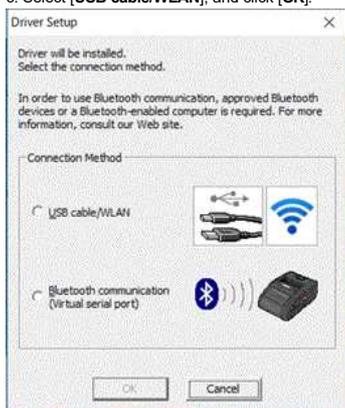 6. Select [USB cable/WLAN], and click [OK].
Driver Setup
Driver will be installed.
Select the connection method.
In order to use Bluetooth communication, approved Bluetooth
devices or a Bluetooth-enabled computer is required. For more
information, consult our Web site.
Connection Method
USB cable/WLAN
Bluetooth communication
(Virtual serial port)
OK
Cancel